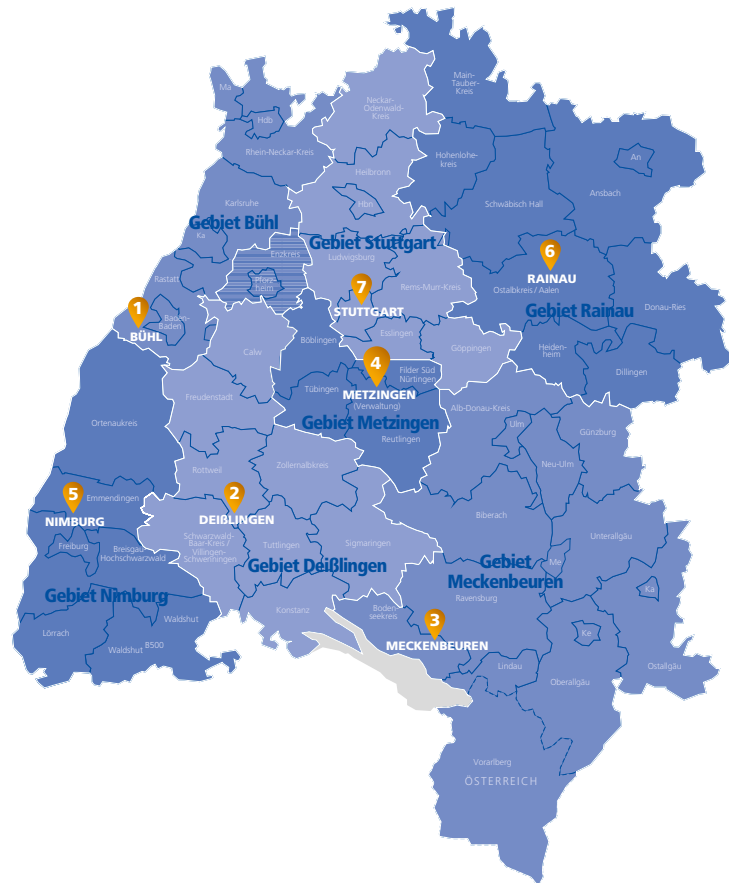 Main-
Tauber-
Kreis
Ma
Neckar-
Odenwald-
Kreis
Hdb
Rhein-Neckar-Kreis
Hohenlohe-
kreis
An
Ansbach
Heilbronn
Hbn
Schwäbisch Hall
Karlsruhe
Ka
Gebiet Bühl
Gebiet Stuttgart
Ludwigsburg
Enzkreis
Pforz-
heim
6
RAINAU
Ostalbkreis / Aalen
Gebiet Rainau
Donau-Ries
Rastatt
Rems-Murr-Kreis
7
STUTTGART
1
BÜHL
Baden-
Baden
Esslingen
Böblingen
Göppingen
Heiden-
heim
Dillingen
Calw
4
METZINGEN
(Verwaltung)
Filder Süd
Nürtingen
Tübingen
Gebiet Metzingen
Reutlingen
Freudenstadt
Alb-Donau-Kreis
Ulm
Günzburg
Ortenaukreis
Neu-Ulm
Rottweil
Zollernalbkreis
5
NIMBURG
Emmendingen
2
DEIßLINGEN
Biberach
Schwarzwald-
Baar-Kreis /
Villingen-
Schwenningen
Tuttlingen
Sigmaringen
Unterallgäu
Freiburg
Breisgau-
Hochschwarzwald
Gebiet Deißlingen
Gebiet
Meckenbeuren
Me
Ravensburg
Ka
Gebiet Nimburg
Konstanz
Boden-
seekreis
3
MECKENBEUREN
Ke
Lörrach
Waldshut
Waldshut
B500
Lindau
Oberallgäu
Ostallgäu
Vorarlberg
ÖSTERREICH